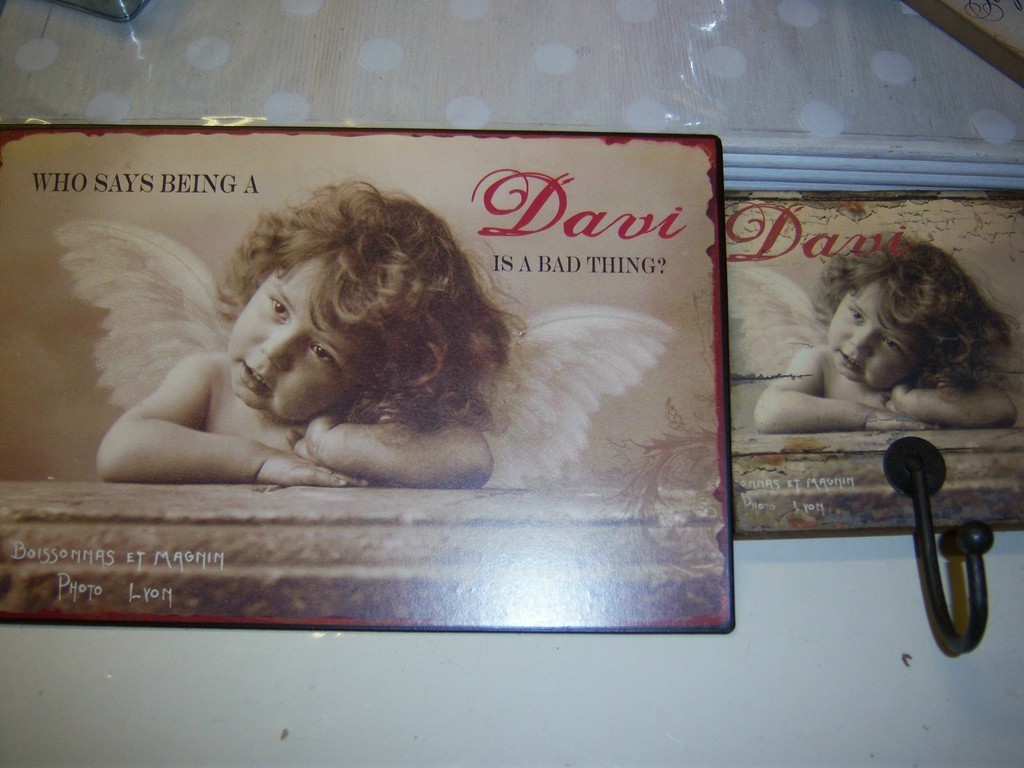 WHO SAYS BEING A
Davi
IS A BAD THING?
BOISSONNAS ET MAGNIN
PHOTO LYON
Davi
ONNAS ET MAGNIN
PHOTO LYON